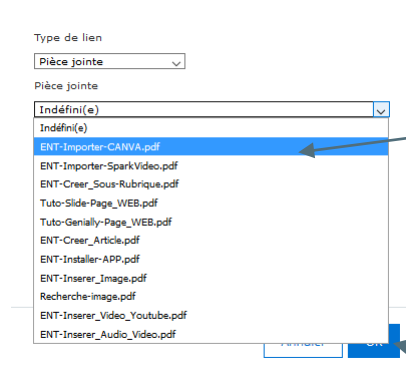 Type de lien
Pièce jointe
Pièce jointe
Indéfini(e)
Indéfini(e)
ENT-Importer-CANVA.pdf
ENT-Importer-SparkVideo.pdf
ENT-Creer_Sous-Rubrique.pdf
Tuto-Slide-Page_WEB.pdf
Tuto-Genially-Page_WEB.pdf
ENT-Creer_Article.pdf
ENT-Installer-APP.pdf
ENT-Inserer_Image.pdf
Recherche-image.pdf
ENT-Inserer_Video_Youtube.pdf
ENT-Inserer_Audio_Video.pdf
Annuler OK